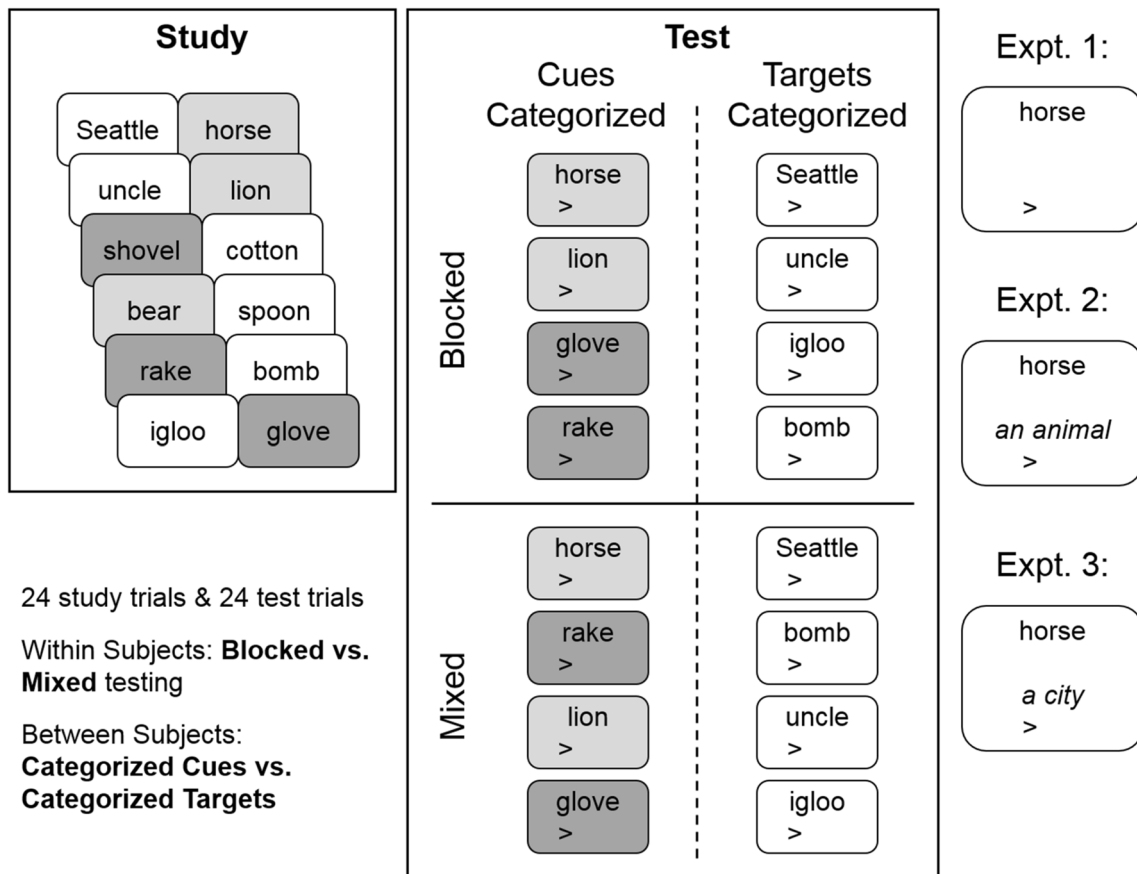 Study
Seattle horse
uncle lion
shovel cotton
bear spoon
rake bomb
igloo glove
24 study trials & 24 test trials
Within Subjects: Blocked vs.
Mixed testing
Between Subjects:
Categorized Cues vs.
Categorized Targets
Test
Cues
Categorized
Targets
Categorized
Blocked
horse
>
Seattle
>
lion
>
uncle
>
glove
>
igloo
>
rake
>
bomb
>
Mixed
horse
>
Seattle
>
rake
>
bomb
>
lion
>
uncle
>
glove
>
igloo
>
Expt. 1:
horse
>
Expt. 2:
horse
an animal
>
Expt. 3:
horse
a city
>